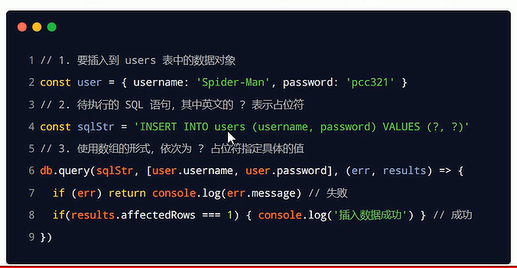 1 // 1. 要插入到 users 表中的数据对象
2 const user = { username: 'Spider-Man', password: 'pcc321' }
3 // 2. 待执行的 SQL 语句，其中英文的 ? 表示占位符
4 const sqlStr = 'INSERT INTO users (username, password) VALUES (?, ?)'
5 // 3. 使用数组的形式，依次为 ? 占位符指定具体的值
6 db.query(sqlStr, [user.username, user.password], (err, results) => {
7 if (err) return console.log(err.message) // 失败
8 if(results.affectedRows === 1) { console.log('插入数据成功') } // 成功
9 })